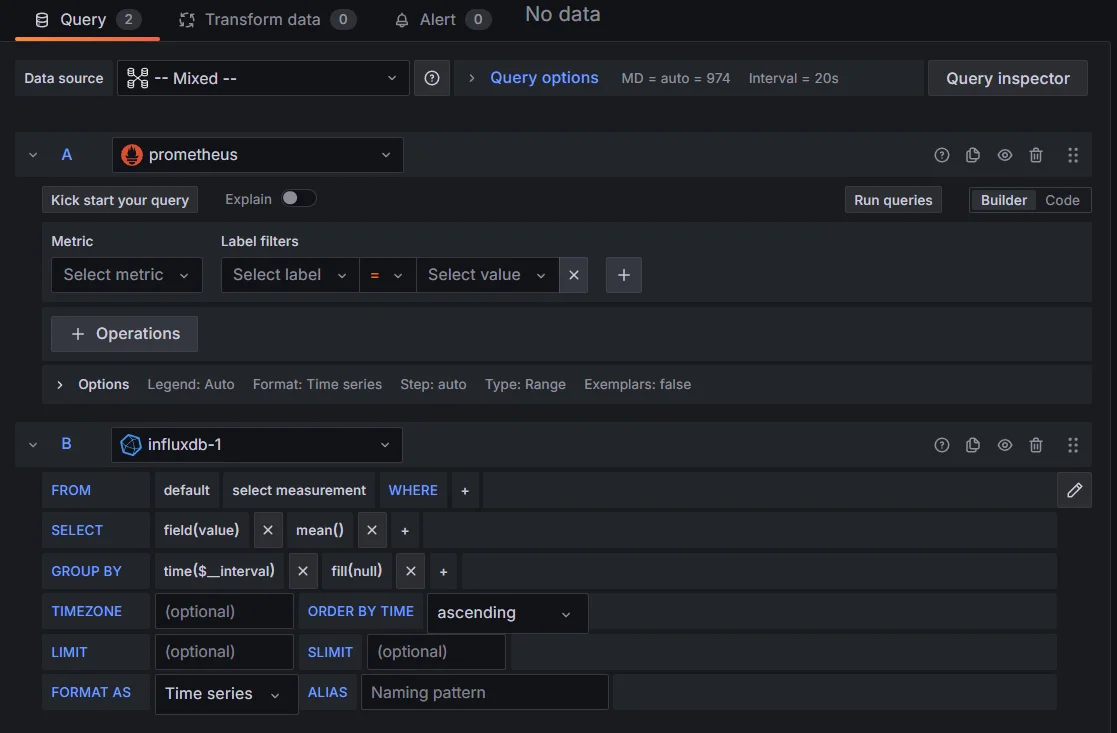 No data
Query 2 Transform data 0 Alert 0
Data source -- Mixed -- Query options MD = auto = 974 Interval = 20s Query inspector
A prometheus
Kick start your query Explain Run queries Builder Code
Metric Label filters
Select metric Select label = Select value × +
+ Operations
Options Legend: Auto Format: Time series Step: auto Type: Range Exemplars: false
B influxdb-1
FROM default select measurement WHERE +
SELECT field(value) × mean() × +
GROUP BY time($__interval) × fill(null) × +
TIMEZONE (optional) ORDER BY TIME ascending
LIMIT (optional) SLIMIT (optional)
FORMAT AS Time series ALIAS Naming pattern